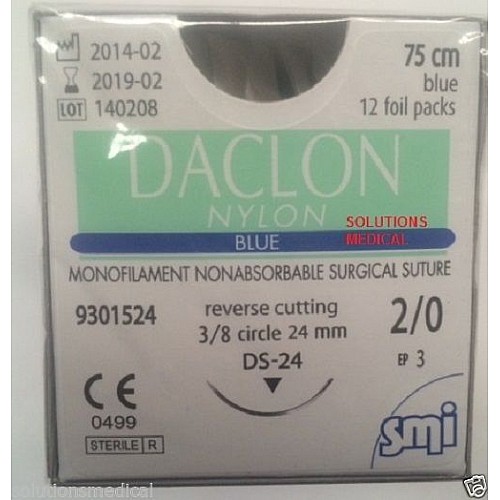 2014-02
2019-02
LOT 140208
75 cm
blue
12 foil packs
DACLON
NYLON
SOLUTIONS
MEDICAL
BLUE
MONOFILAMENT NONABSORBABLE SURGICAL SUTURE
9301524
reverse cutting
3/8 circle 24 mm
DS-24
2/0
EP 3
CE
0499
STERILE R
smi
solutionsmedical